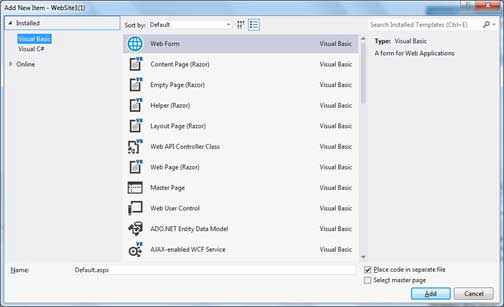 Add New Item - WebSite1(1)
Installed
Sort by: Default
Search Installed Templates (Ctrl+E)
Visual Basic
Visual C#
Online
Web Form Visual Basic
Content Page (Razor) Visual Basic
Empty Page (Razor) Visual Basic
Helper (Razor) Visual Basic
Layout Page (Razor) Visual Basic
Web API Controller Class Visual Basic
Web Page (Razor) Visual Basic
Master Page Visual Basic
Web User Control Visual Basic
ADO.NET Entity Data Model Visual Basic
AJAX-enabled WCF Service Visual Basic
Type: Visual Basic
A form for Web Applications
Name: Default.aspx
Place code in separate file
Select master page
Add Cancel